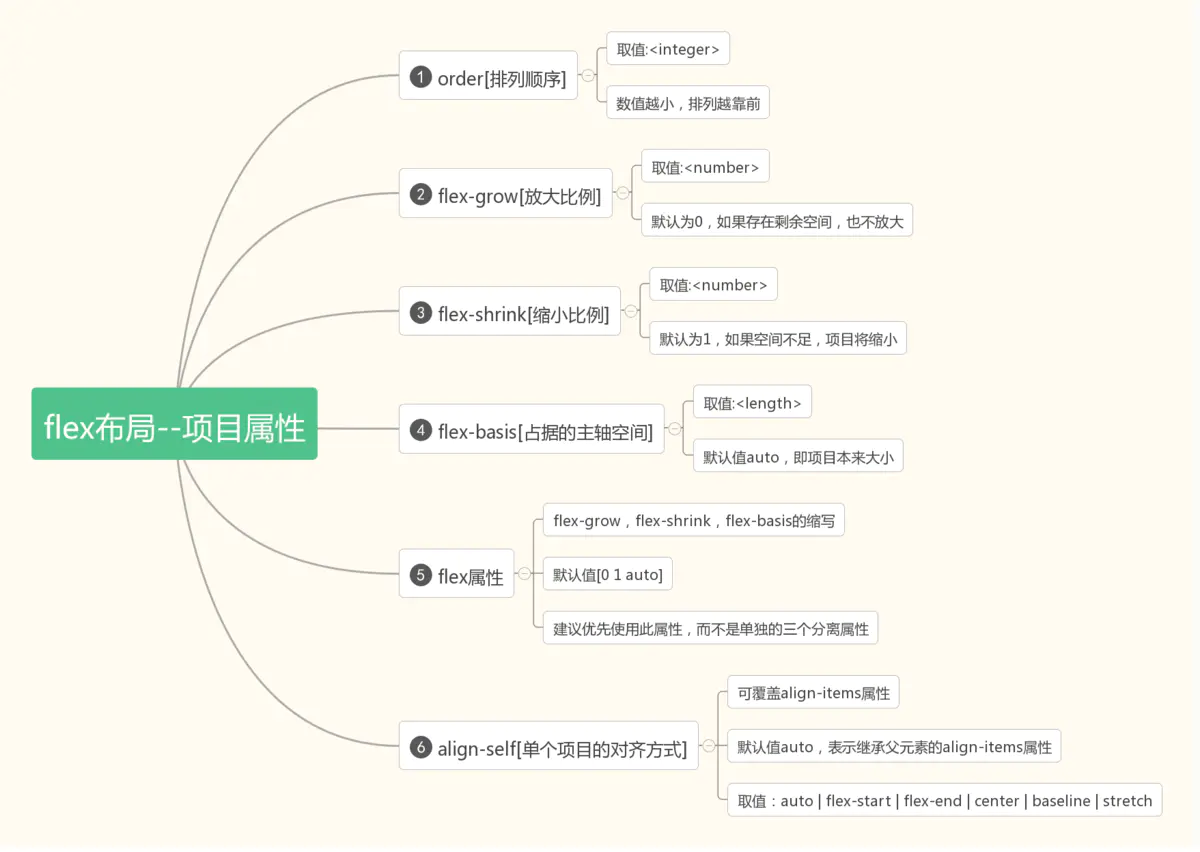 flex布局--项目属性
1 order[排列顺序]
取值:<integer>
数值越小，排列越靠前
2 flex-grow[放大比例]
取值:<number>
默认为0，如果存在剩余空间，也不放大
3 flex-shrink[缩小比例]
取值:<number>
默认为1，如果空间不足，项目将缩小
4 flex-basis[占据的主轴空间]
取值:<length>
默认值auto，即项目本来大小
5 flex属性
flex-grow，flex-shrink，flex-basis的缩写
默认值[0 1 auto]
建议优先使用此属性，而不是单独的三个分离属性
6 align-self[单个项目的对齐方式]
可覆盖align-items属性
默认值auto，表示继承父元素的align-items属性
取值：auto | flex-start | flex-end | center | baseline | stretch